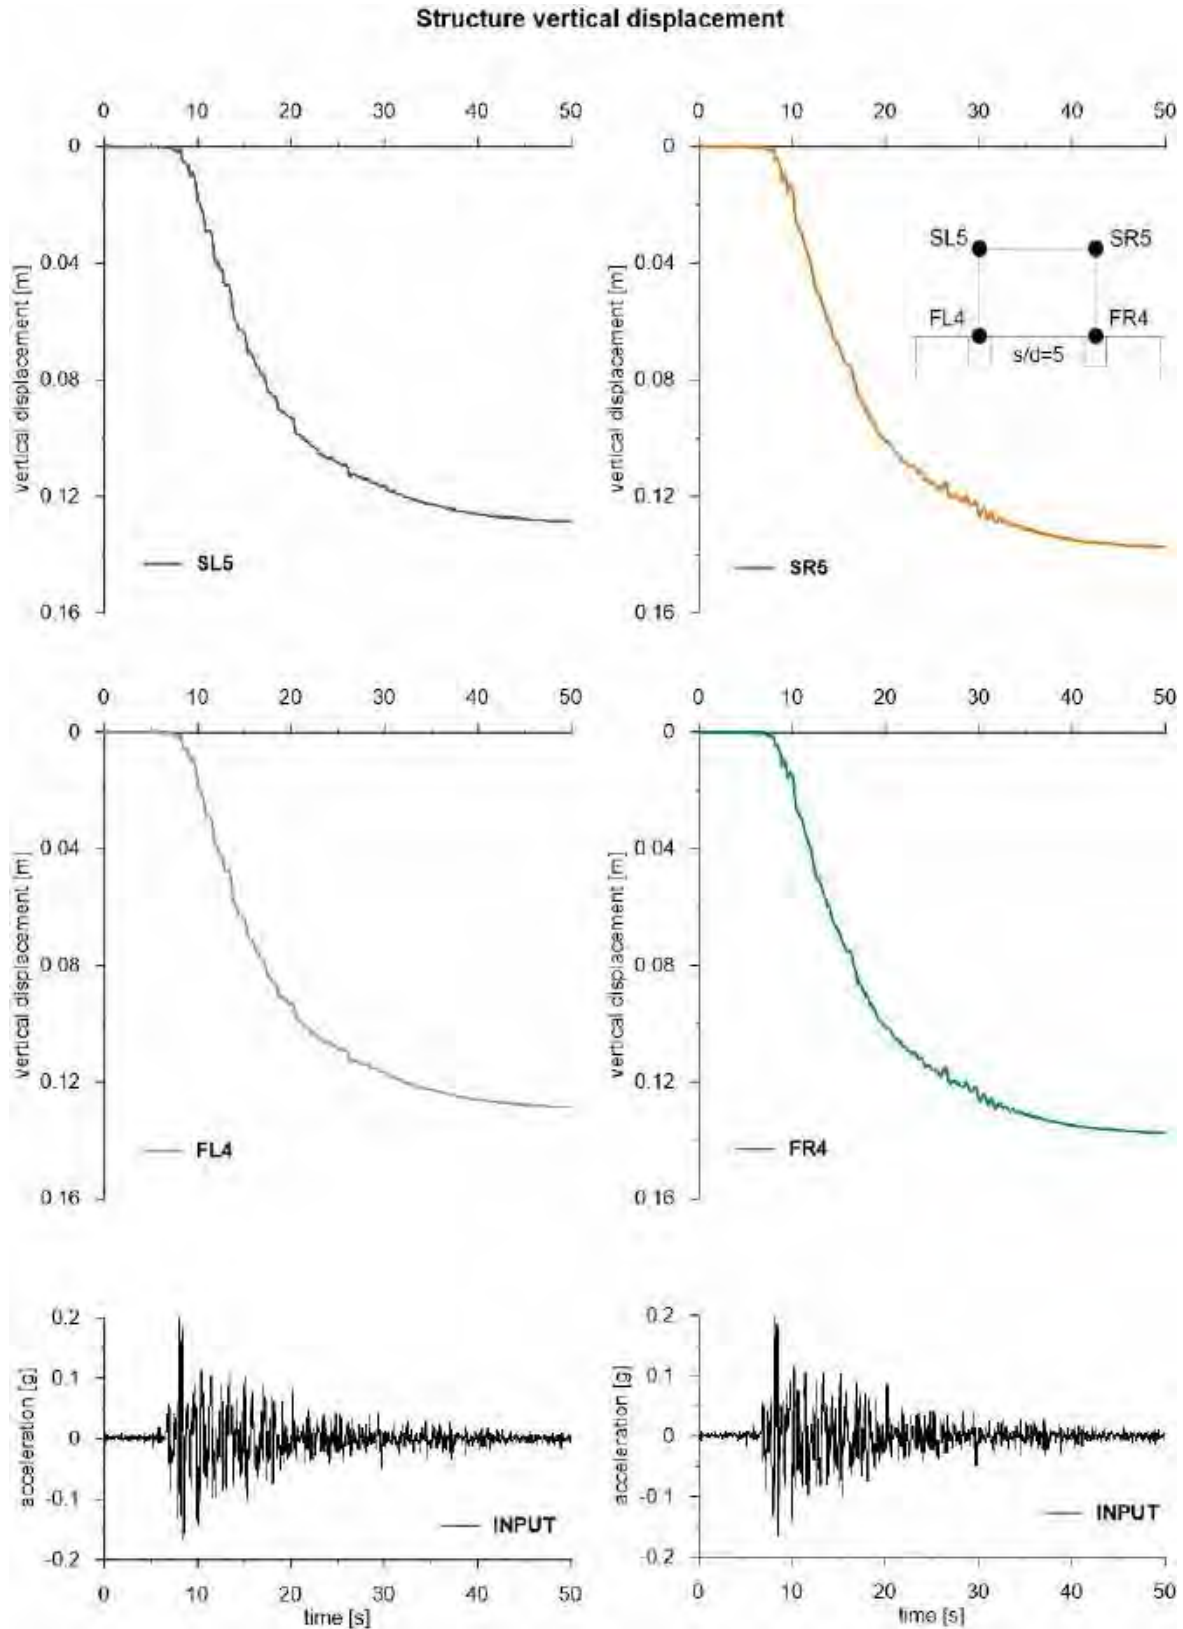 Structure vertical displacement
0 10 20 30 40 50
0
0.04
0.08
0.12
0.16
vertical displacement [m]
SL5
0 10 20 30 40 50
0
0.04
0.08
0.12
0.16
vertical displacement [m]
SL5 SR5
FL4 FR4
s/d=5
SR5
0 10 20 30 40 50
0
0.04
0.08
0.12
0.16
vertical displacement [m]
FL4
0 10 20 30 40 50
0
0.04
0.08
0.12
0.16
vertical displacement [m]
FR4
0.2
0.1
0
-0.1
-0.2
acceleration [g]
INPUT
0 10 20 30 40 50
time [s]
0.2
0.1
0
-0.1
-0.2
acceleration [g]
INPUT
0 10 20 30 40 50
time [s]